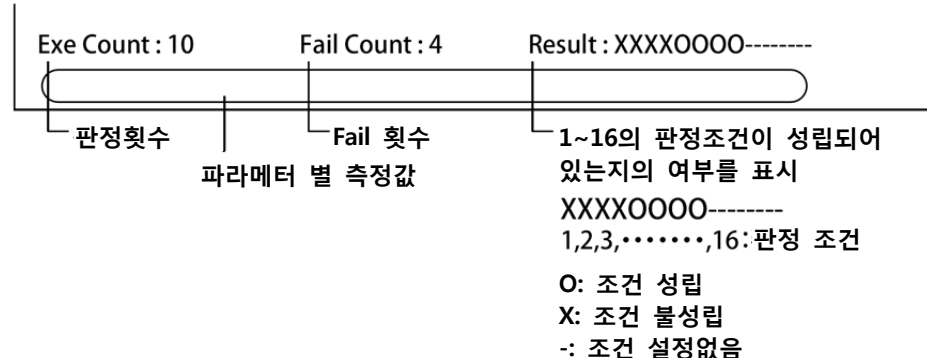 Exe Count : 10 Fail Count : 4 Result : XXXXOOOO--------
판정횟수 Fail 횟수 1~16의 판정조건이 성립되어
파라메터 별 측정값 있는지의 여부를 표시
XXXXOOOO--------
1,2,3,·······,16:판정 조건
O: 조건 성립
X: 조건 불성립
-: 조건 설정없음